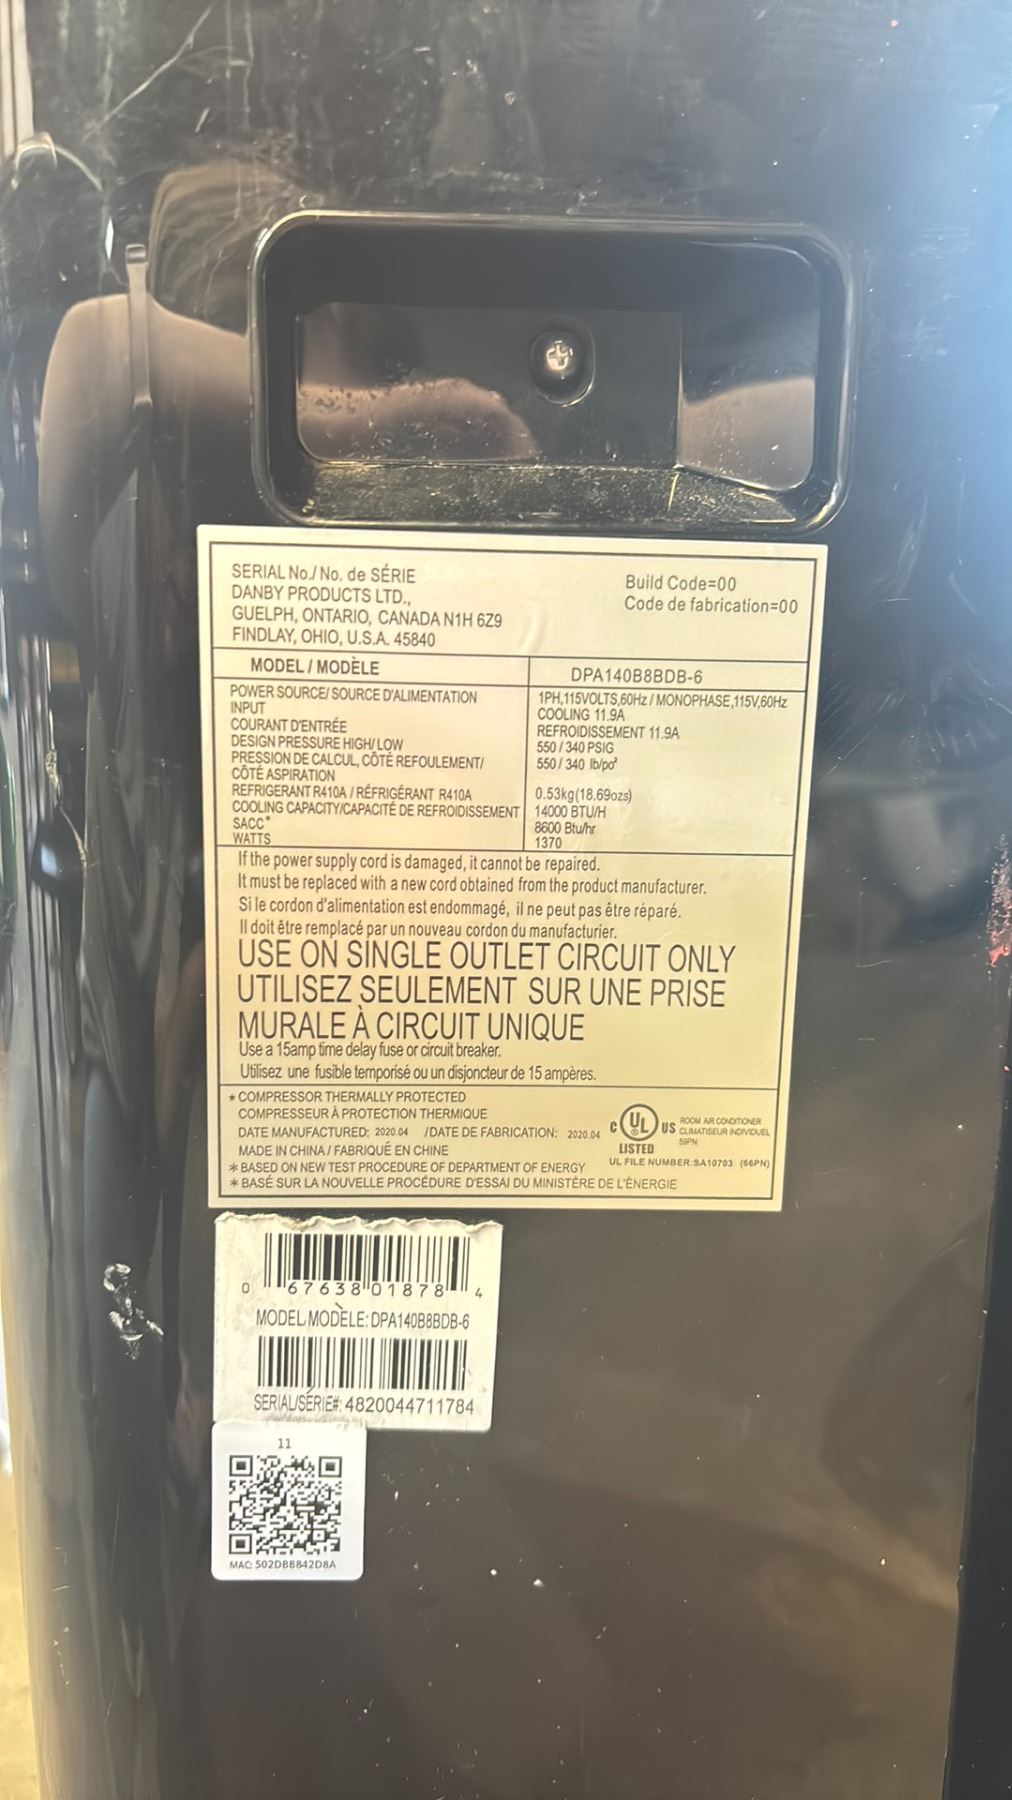 SERIAL No./ No. de SÉRIE
DANBY PRODUCTS LTD.,
GUELPH, ONTARIO, CANADA N1H 6Z9
FINDLAY, OHIO, U.S.A. 45840
Build Code=00
Code de fabrication=00
MODEL / MODÈLE DPA140B8BDB-6
POWER SOURCE/ SOURCE D'ALIMENTATION 1PH,115VOLTS,60Hz / MONOPHASE,115V,60Hz
INPUT COOLING 11.9A
COURANT D'ENTRÉE REFROIDISSEMENT 11.9A
DESIGN PRESSURE HIGH/ LOW 550 / 340 PSIG
PRESSION DE CALCUL, CÔTÉ REFOULEMENT/ 550 / 340 lb/po²
CÔTÉ ASPIRATION
REFRIGERANT R410A / RÉFRIGÉRANT R410A 0.53kg(18.69ozs)
COOLING CAPACITY/CAPACITÉ DE REFROIDISSEMENT 14000 BTU/H
SACC* 8600 Btu/hr
WATTS 1370
If the power supply cord is damaged, it cannot be repaired.
It must be replaced with a new cord obtained from the product manufacturer.
Si le cordon d'alimentation est endommagé, il ne peut pas être réparé.
Il doit être remplacé par un nouveau cordon du manufacturier.
USE ON SINGLE OUTLET CIRCUIT ONLY
UTILISEZ SEULEMENT SUR UNE PRISE
MURALE À CIRCUIT UNIQUE
Use a 15amp time delay fuse or circuit breaker.
Utilisez une fusible temporisé ou un disjoncteur de 15 ampères.
* COMPRESSOR THERMALLY PROTECTED
COMPRESSEUR À PROTECTION THERMIQUE
DATE MANUFACTURED: 2020.04 /DATE DE FABRICATION: 2020.04
MADE IN CHINA / FABRIQUÉ EN CHINE
* BASED ON NEW TEST PROCEDURE OF DEPARTMENT OF ENERGY
* BASÉ SUR LA NOUVELLE PROCÉDURE D'ESSAI DU MINISTÈRE DE L'ÉNERGIE
C UL US
LISTED
ROOM AIR CONDITIONER
CLIMATISEUR INDIVIDUEL
59PN
UL FILE NUMBER:SA10703 (66PN)
0 67638 01878 4
MODEL MODÈLE: DPA140B8BDB-6
SERIAL/SÉRIE#: 4820044711784
11
MAC: 502DBB842D8A